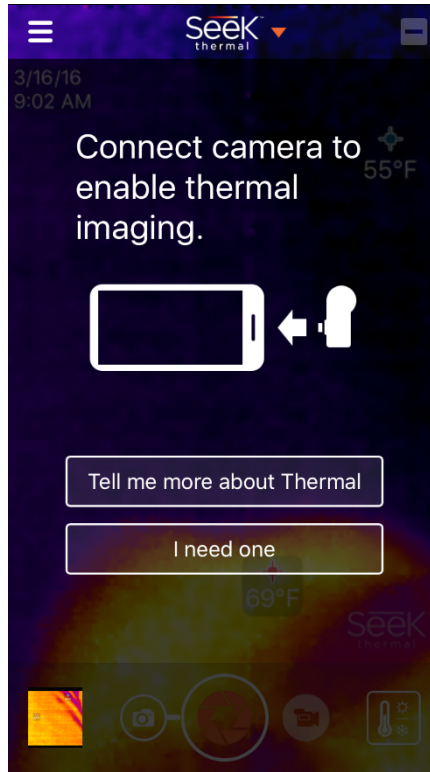 SeeK
thermal
3/16/16
9:02 AM
55°F
Connect camera to
enable thermal
imaging.
Tell me more about Thermal
I need one
69°F
SeeK
thermal